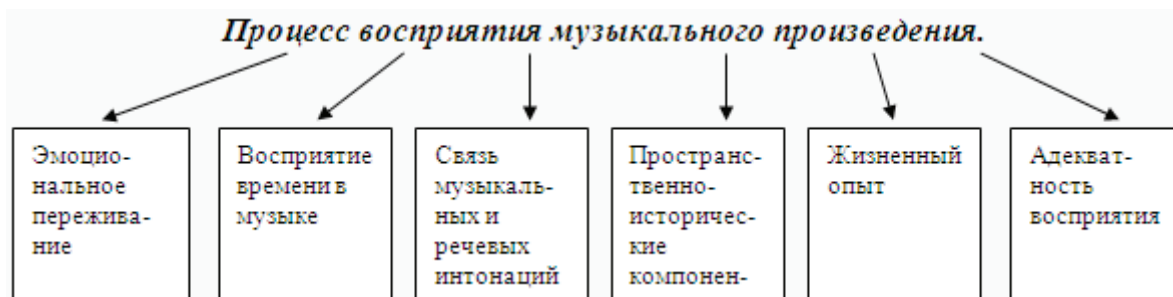 Процесс восприятия музыкального произведения.
Эмоцио-
нальное
пережива-
ние
Восприятие
времени в
музыке
Связь
музыкаль-
ных и
речевых
интонаций
Пространс-
твенно-
историчес-
кие
компонен-
Жизненный
опыт
Адекват-
ность
восприятия